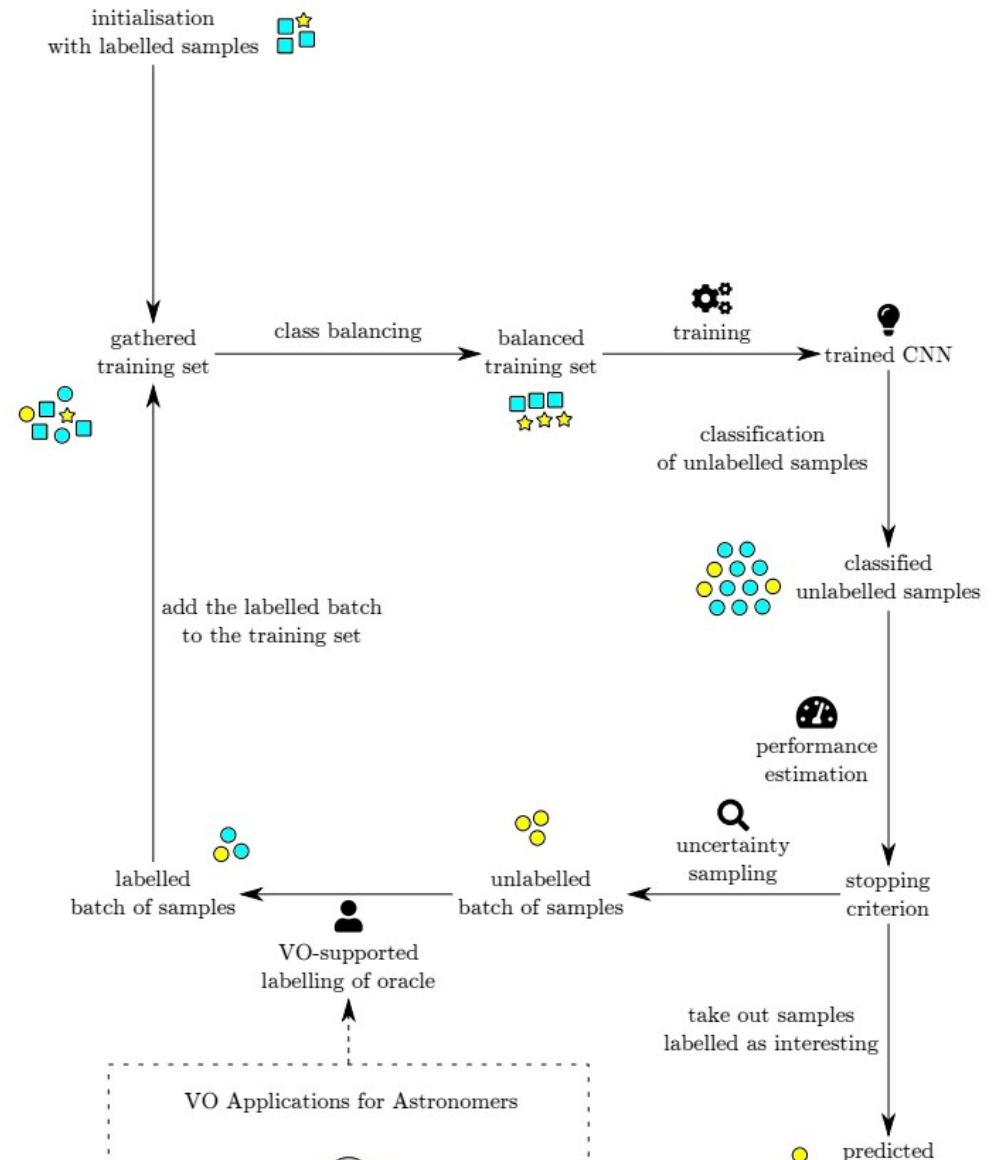 initialisation
with labelled samples
gathered
training set
class balancing
balanced
training set
training
trained CNN
classification
of unlabelled samples
classified
unlabelled samples
add the labelled batch
to the training set
performance
estimation
uncertainty
sampling
stopping
criterion
unlabelled
batch of samples
labelled
batch of samples
VO-supported
labelling of oracle
take out samples
labelled as interesting
VO Applications for Astronomers
predicted